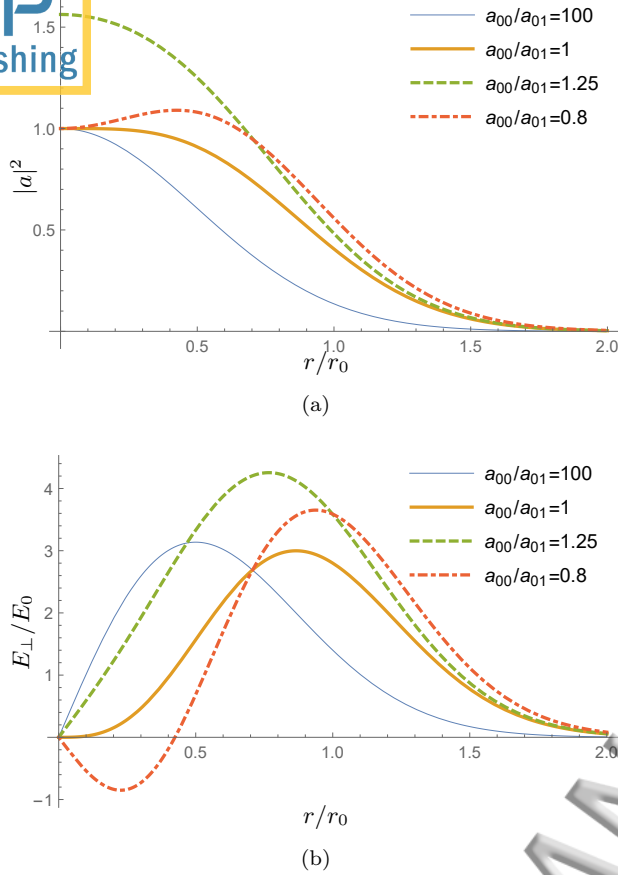 P
shing
1.5
1.0
0.5
|a|²
a₀₀/a₀₁=100
a₀₀/a₀₁=1
a₀₀/a₀₁=1.25
a₀₀/a₀₁=0.8
0.5 1.0 1.5 2.0
r/r₀
(a)
4
3
2
1
−1
E⊥/E₀
a₀₀/a₀₁=100
a₀₀/a₀₁=1
a₀₀/a₀₁=1.25
a₀₀/a₀₁=0.8
0.5 1.0 1.5 2.0
r/r₀
(b)